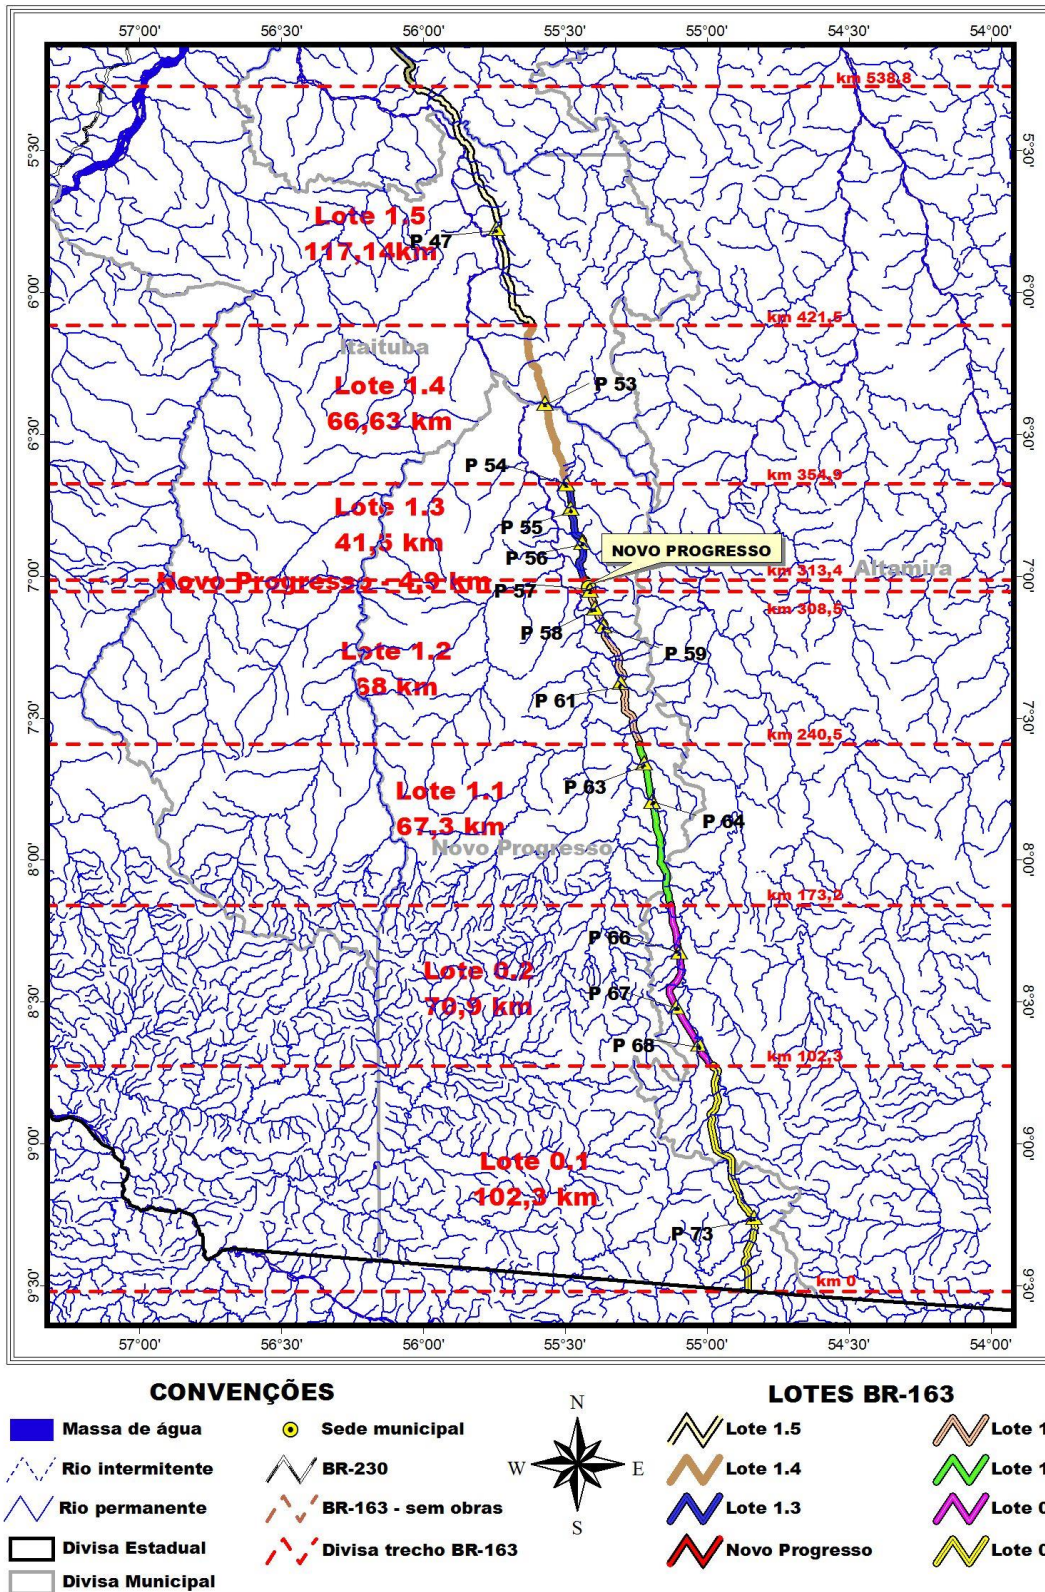 57°00' 56°30' 56°00' 55°30' 55°00' 54°30' 54°00'
km 538,8
5°30' 5°30'
Lote 1.5
P 47
117,14km
6°00' 6°00'
km 421,5
Itaituba
Lote 1.4
P 53
66,63 km
6°30' 6°30'
P 54
km 354,9
Lote 1.3
P 55
41,5 km
P 56
NOVO PROGRESSO
Altamira
7°00' 7°00'
km 313,4
Novo Progresso - 4,9 km
P 57
km 308,5
P 58
Lote 1.2
P 59
68 km
P 61
7°30' 7°30'
km 240,5
P 63
Lote 1.1
67,3 km
P 64
Novo Progresso
8°00' 8°00'
km 173,2
P 66
Lote 0.2
70,9 km
P 67
8°30' 8°30'
P 68
km 102,3
9°00' 9°00'
Lote 0.1
102,3 km
P 73
9°30' 9°30'
km 0
57°00' 56°30' 56°00' 55°30' 55°00' 54°30' 54°00'
CONVENÇÕES
Massa de água
Rio intermitente
Rio permanente
Divisa Estadual
Divisa Municipal
Sede municipal
BR-230
BR-163 - sem obras
Divisa trecho BR-163
N
W E
S
LOTES BR-163
Lote 1.5
Lote 1.4
Lote 1.3
Novo Progresso
Lote 1
Lote 1
Lote 0
Lote 0